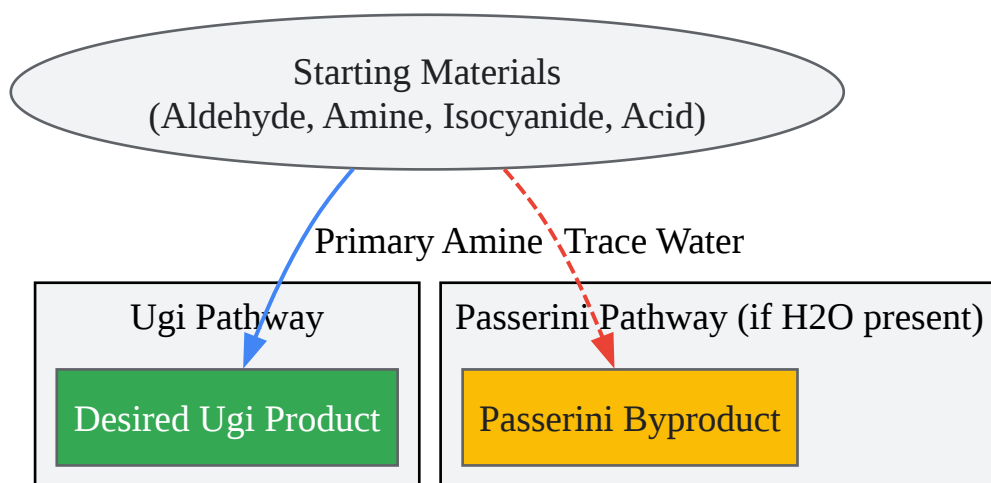 Starting Materials
(Aldehyde, Amine, Isocyanide, Acid)
Primary Amine
Trace Water
Ugi Pathway
Passerini Pathway (if H2O present)
Desired Ugi Product
Passerini Byproduct